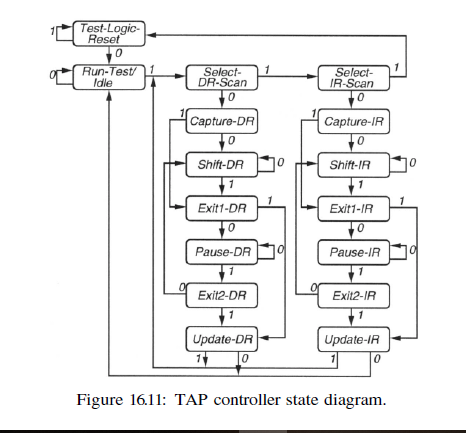 1
Test-Logic-
Reset
0
0
Run-Test/
Idle
1
Select-
DR-Scan
1
Select-
IR-Scan
1
0
0
1
Capture-DR
1
Capture-IR
0
0
Shift-DR
0
Shift-IR
0
1
1
Exit1-DR
1
Exit1-IR
1
0
0
Pause-DR
0
Pause-IR
0
1
1
0
Exit2-DR
0
Exit2-IR
1
1
Update-DR
Update-IR
1
0
1
0
Figure 16.11: TAP controller state diagram.